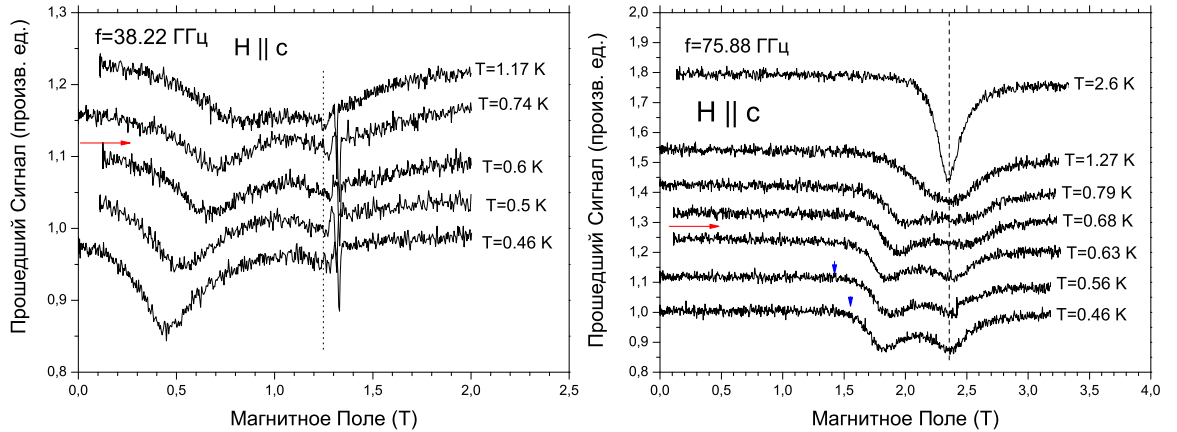 f=38.22 ГГц
H || c
T=1.17 K
T=0.74 K
T=0.6 K
T=0.5 K
T=0.46 K
1,3
1,2
1,1
1,0
0,9
0,8
0,0 0,5 1,0 1,5 2,0 2,5
Прошедший Сигнал (произв. ед.)
Магнитное Поле (T)
f=75.88 ГГц
H || c
T=2.6 K
T=1.27 K
T=0.79 K
T=0.68 K
T=0.63 K
T=0.56 K
T=0.46 K
2,0
1,9
1,8
1,7
1,6
1,5
1,4
1,3
1,2
1,1
1,0
0,9
0,8
0,0 0,5 1,0 1,5 2,0 2,5 3,0 3,5 4,0
Прошедший Сигнал (произв. ед.)
Магнитное Поле (T)